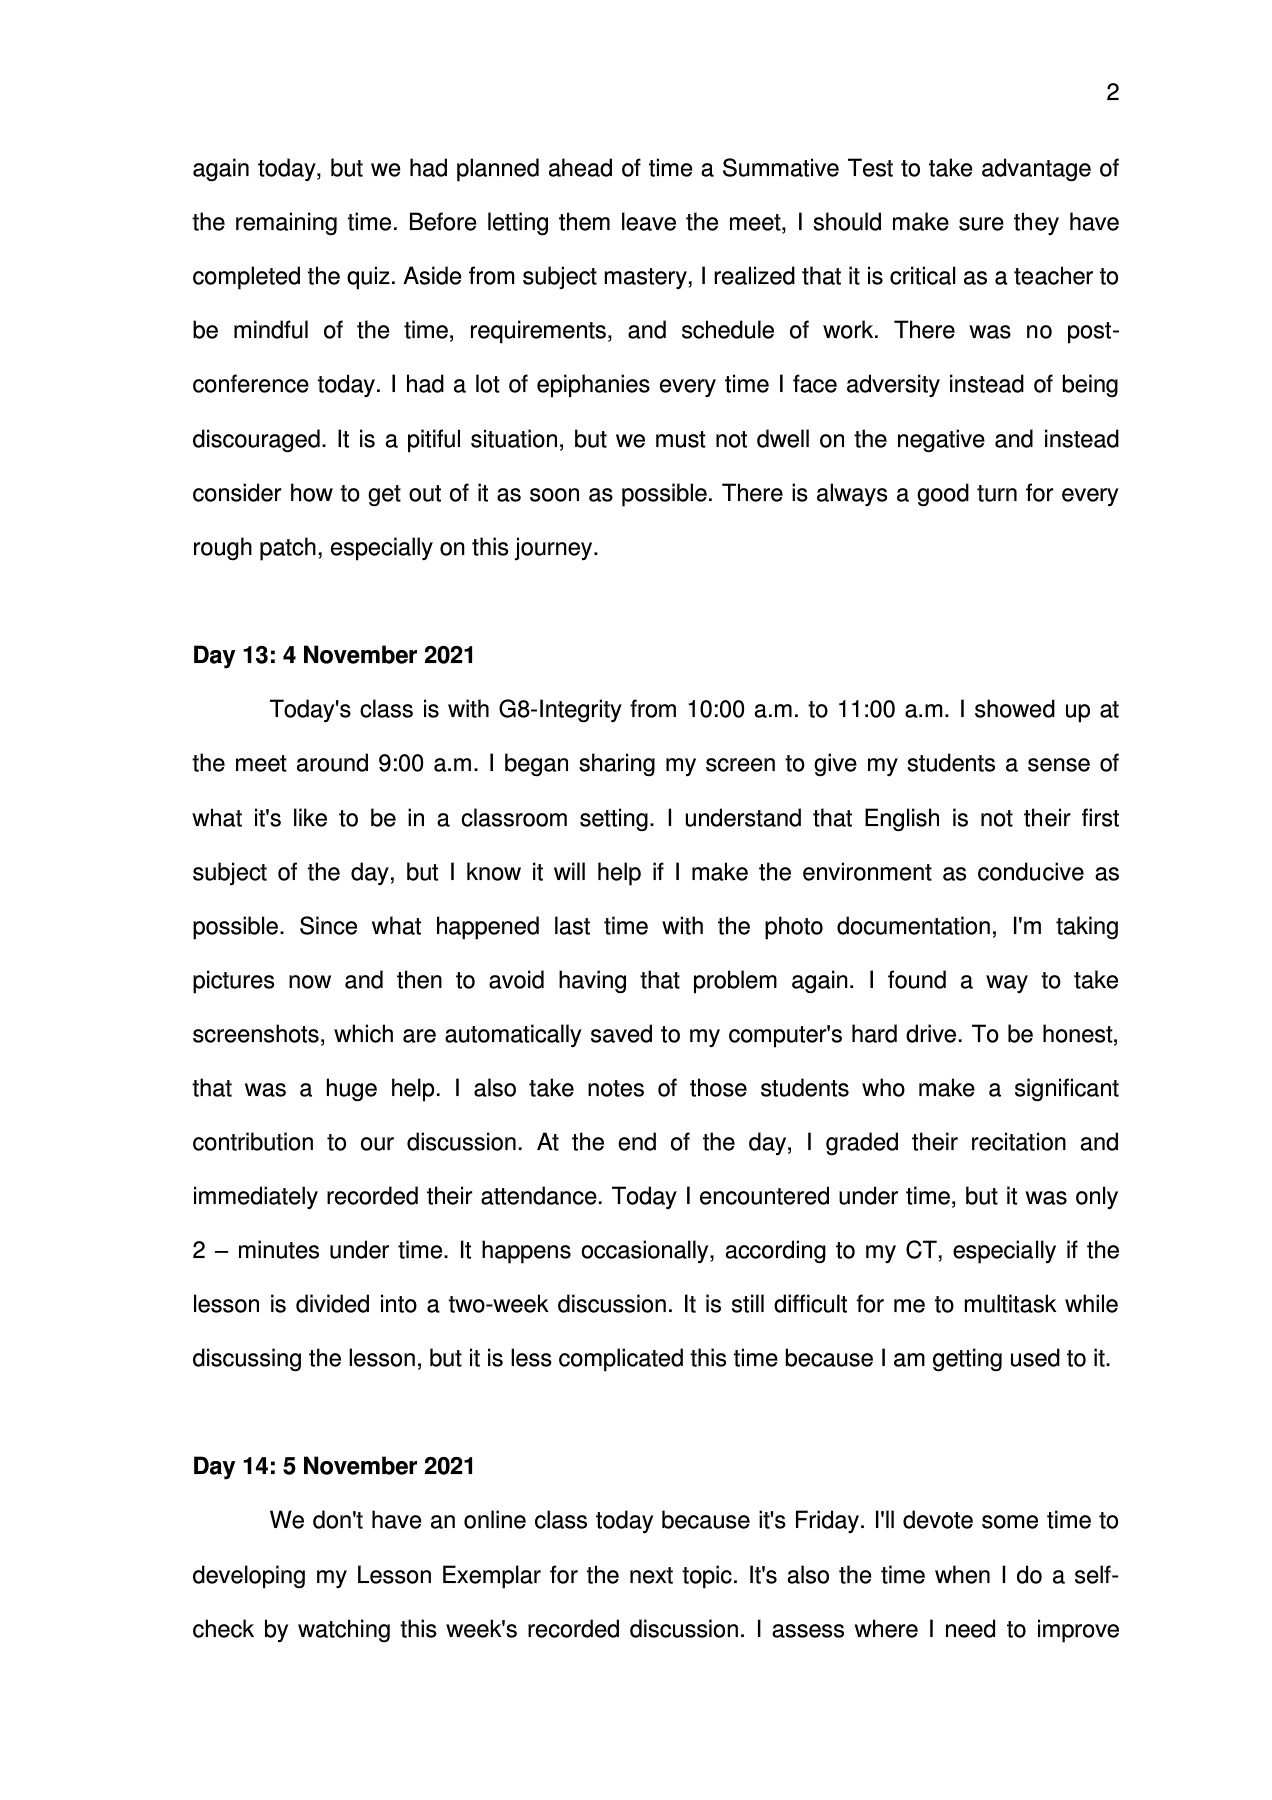 2
again today, but we had planned ahead of time a Summative Test to take advantage of
the remaining time. Before letting them leave the meet, I should make sure they have
completed the quiz. Aside from subject mastery, I realized that it is critical as a teacher to
be mindful of the time, requirements, and schedule of work. There was no post-
conference today. I had a lot of epiphanies every time I face adversity instead of being
discouraged. It is a pitiful situation, but we must not dwell on the negative and instead
consider how to get out of it as soon as possible. There is always a good turn for every
rough patch, especially on this journey.
Day 13: 4 November 2021
Today's class is with G8-Integrity from 10:00 a.m. to 11:00 a.m. I showed up at
the meet around 9:00 a.m. I began sharing my screen to give my students a sense of
what it's like to be in a classroom setting. I understand that English is not their first
subject of the day, but I know it will help if I make the environment as conducive as
possible. Since what happened last time with the photo documentation, I'm taking
pictures now and then to avoid having that problem again. I found a way to take
screenshots, which are automatically saved to my computer's hard drive. To be honest,
that was a huge help. I also take notes of those students who make a significant
contribution to our discussion. At the end of the day, I graded their recitation and
immediately recorded their attendance. Today I encountered under time, but it was only
2 – minutes under time. It happens occasionally, according to my CT, especially if the
lesson is divided into a two-week discussion. It is still difficult for me to multitask while
discussing the lesson, but it is less complicated this time because I am getting used to it.
Day 14: 5 November 2021
We don't have an online class today because it's Friday. I'll devote some time to
developing my Lesson Exemplar for the next topic. It's also the time when I do a self-
check by watching this week's recorded discussion. I assess where I need to improve